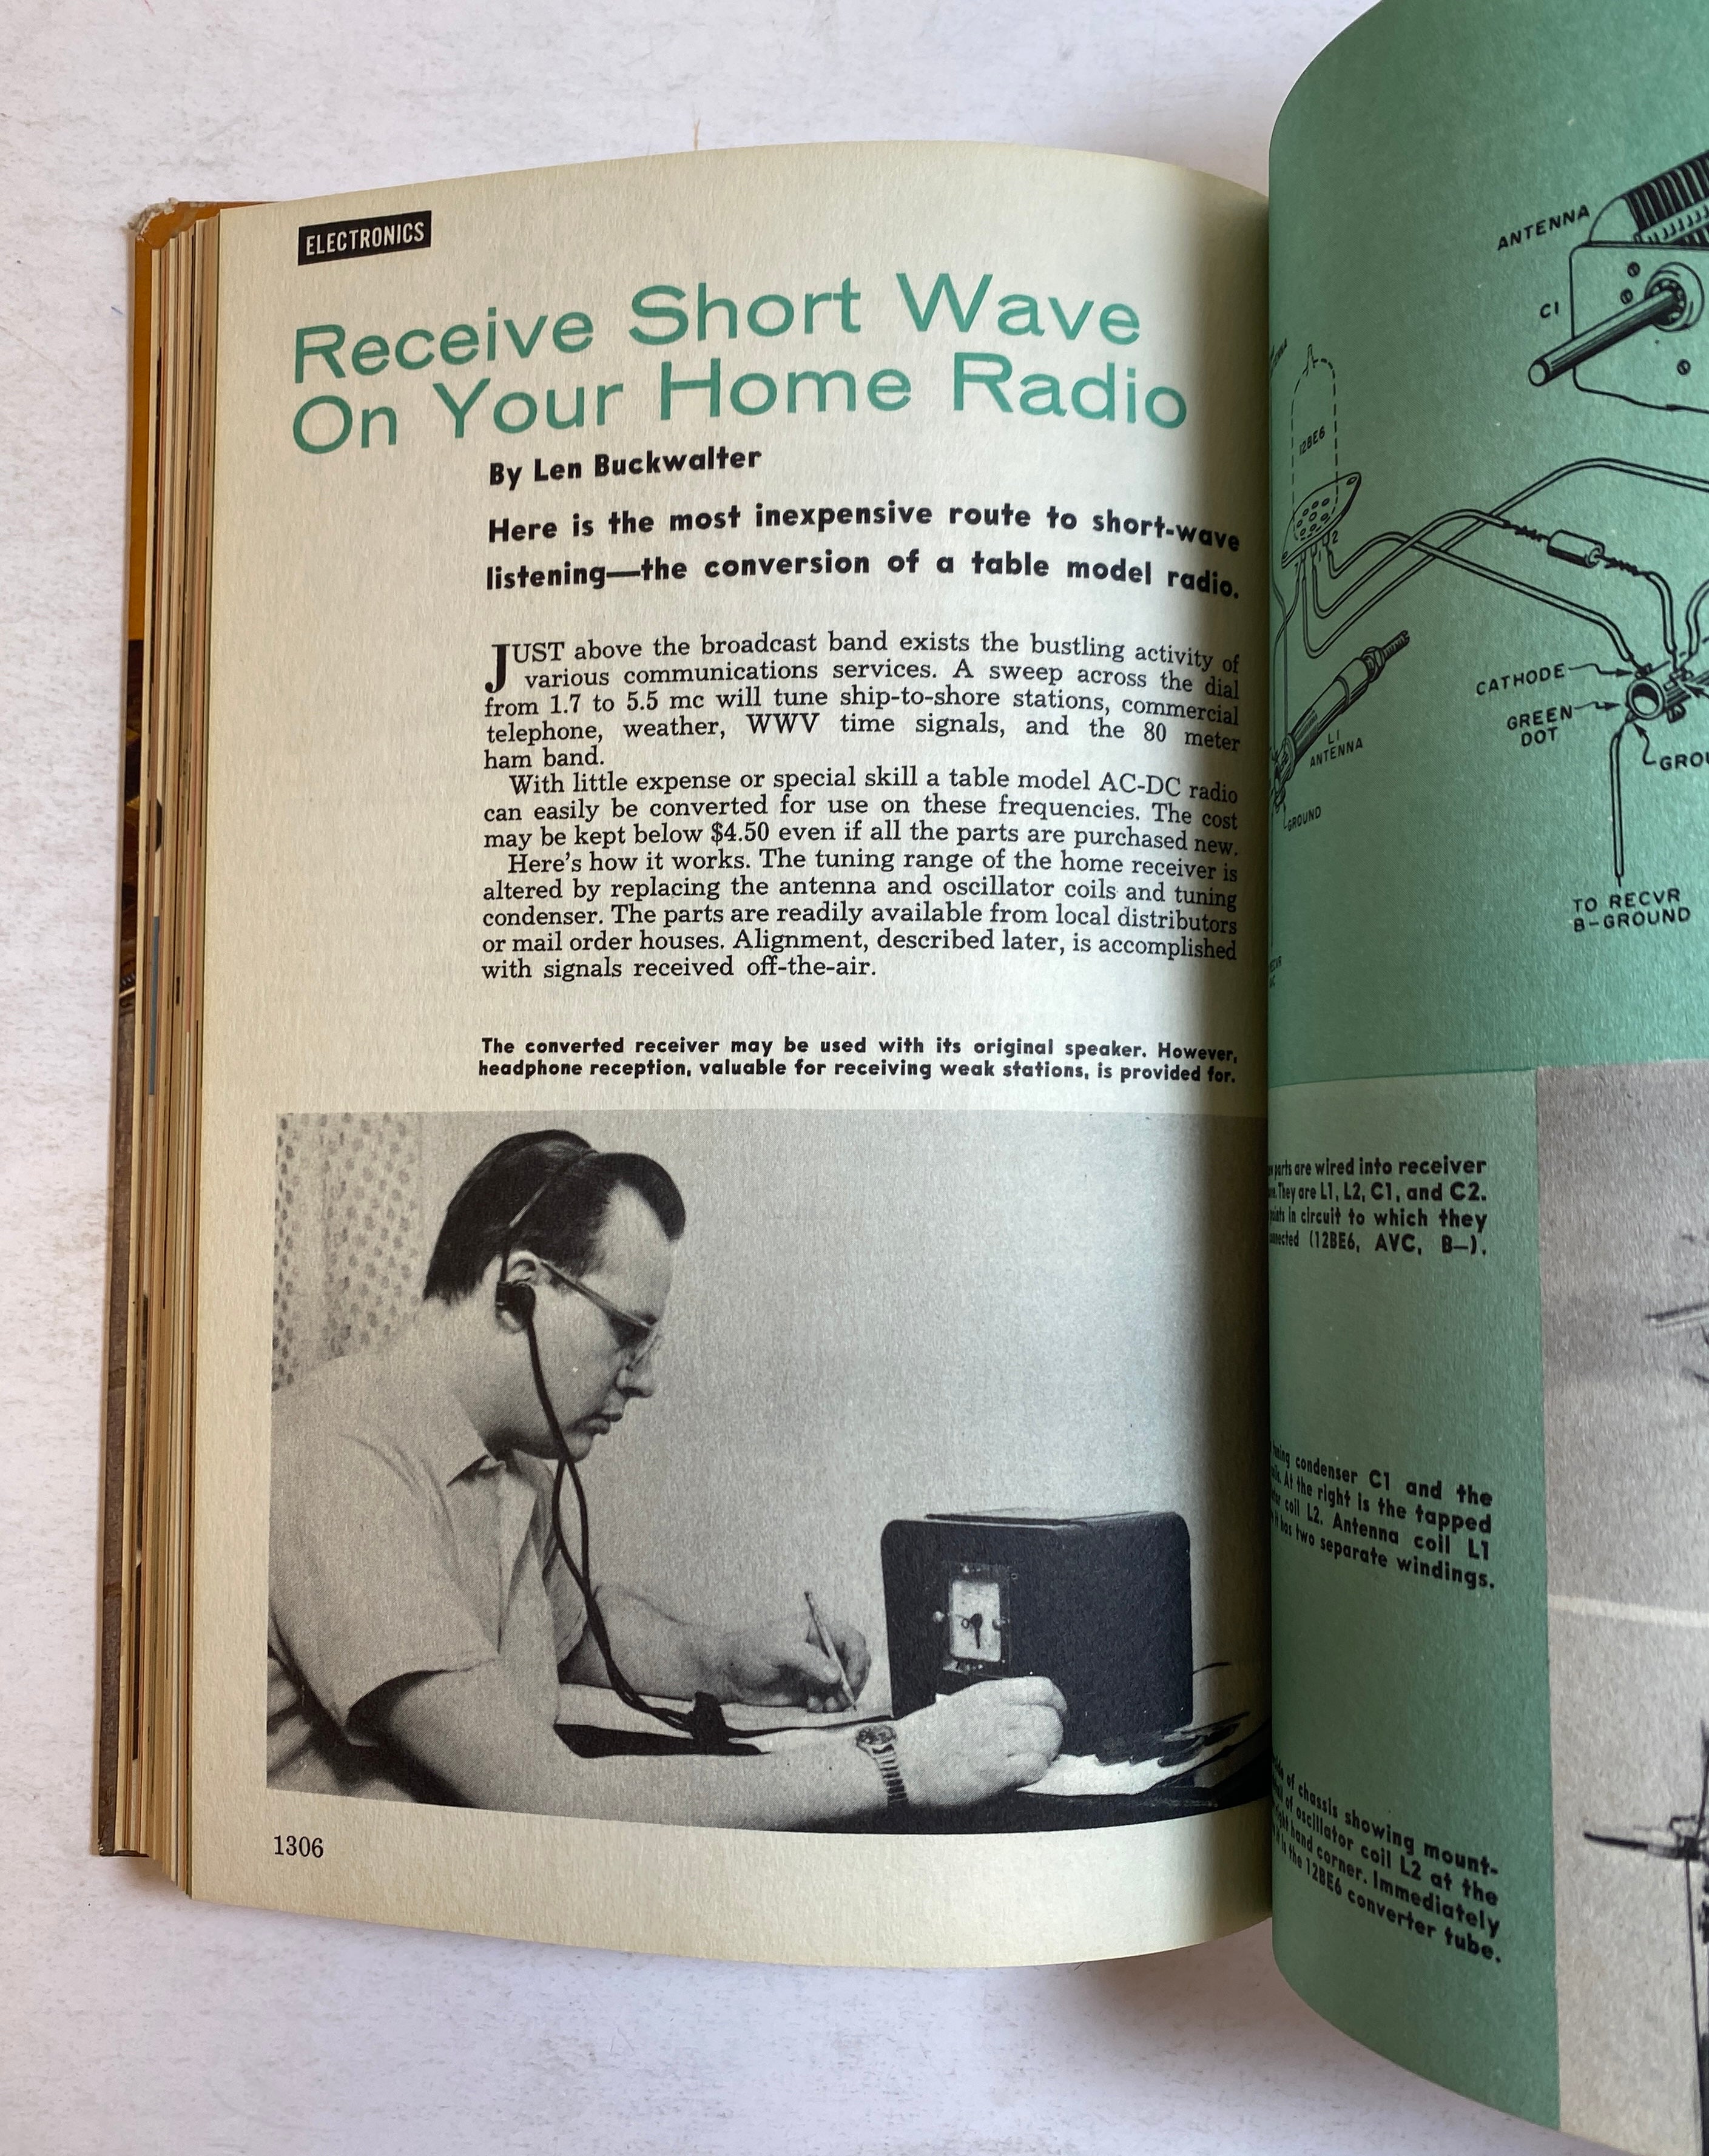 ELECTRONICS
Receive Short Wave
On Your Home Radio
By Len Buckwalter
Here is the most inexpensive route to short-wave
listening—the conversion of a table model radio.
JUST above the broadcast band exists the bustling activity of
various communications services. A sweep across the dial
from 1.7 to 5.5 mc will tune ship-to-shore stations, commercial
telephone, weather, WWV time signals, and the 80 meter
ham band.
With little expense or special skill a table model AC-DC radio
can easily be converted for use on these frequencies. The cost
may be kept below $4.50 even if all the parts are purchased new.
Here's how it works. The tuning range of the home receiver is
altered by replacing the antenna and oscillator coils and tuning
condenser. The parts are readily available from local distributors
or mail order houses. Alignment, described later, is accomplished
with signals received off-the-air.
The converted receiver may be used with its original speaker. However,
headphone reception, valuable for receiving weak stations, is provided for.
1306
ANTENNA
C1
12BE6
2
CATHODE
GREEN
DOT
L1
ANTENNA
GROUND
TO RECVR
B-GROUND
parts are wired into receiver
They are L1, L2, C1, and C2.
in circuit to which they
(12BE6, AVC, B—).
condenser C1 and the
At the right is the tapped
coil L2. Antenna coil L1
has two separate windings.
of chassis showing mount-
of oscillator coil L2 at the
hand corner. Immediately
is the 12BE6 converter tube.